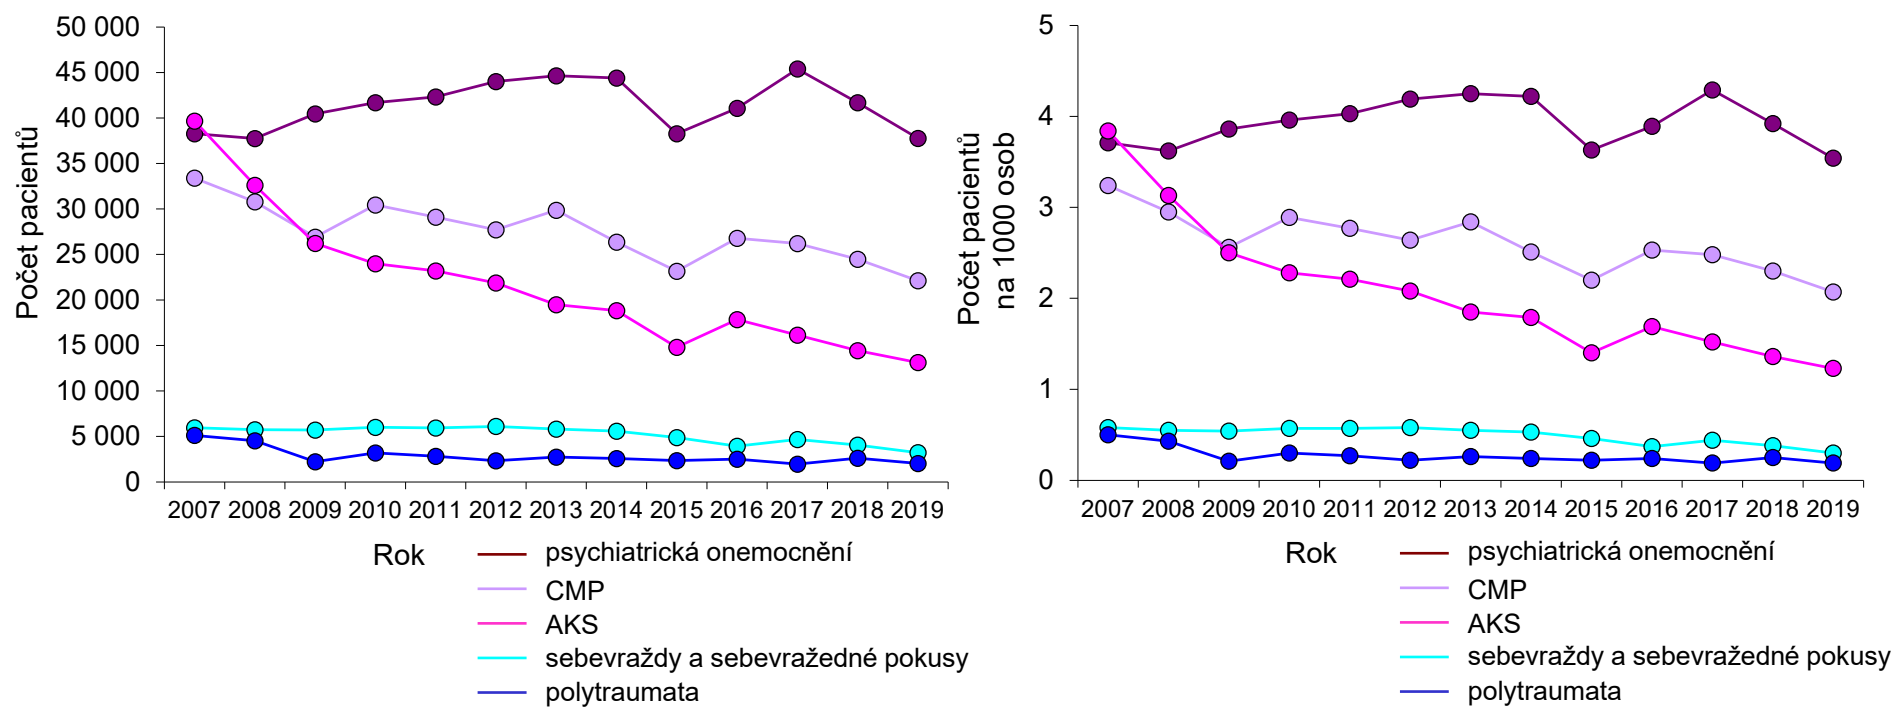 50 000
45 000
40 000
35 000
30 000
25 000
20 000
15 000
10 000
5 000
0
Počet pacientů
2007 2008 2009 2010 2011 2012 2013 2014 2015 2016 2017 2018 2019
Rok
psychiatrická onemocnění
CMP
AKS
sebevraždy a sebevražedné pokusy
polytraumata
5
4
3
2
1
0
Počet pacientů
na 1000 osob
2007 2008 2009 2010 2011 2012 2013 2014 2015 2016 2017 2018 2019
Rok
psychiatrická onemocnění
CMP
AKS
sebevraždy a sebevražedné pokusy
polytraumata